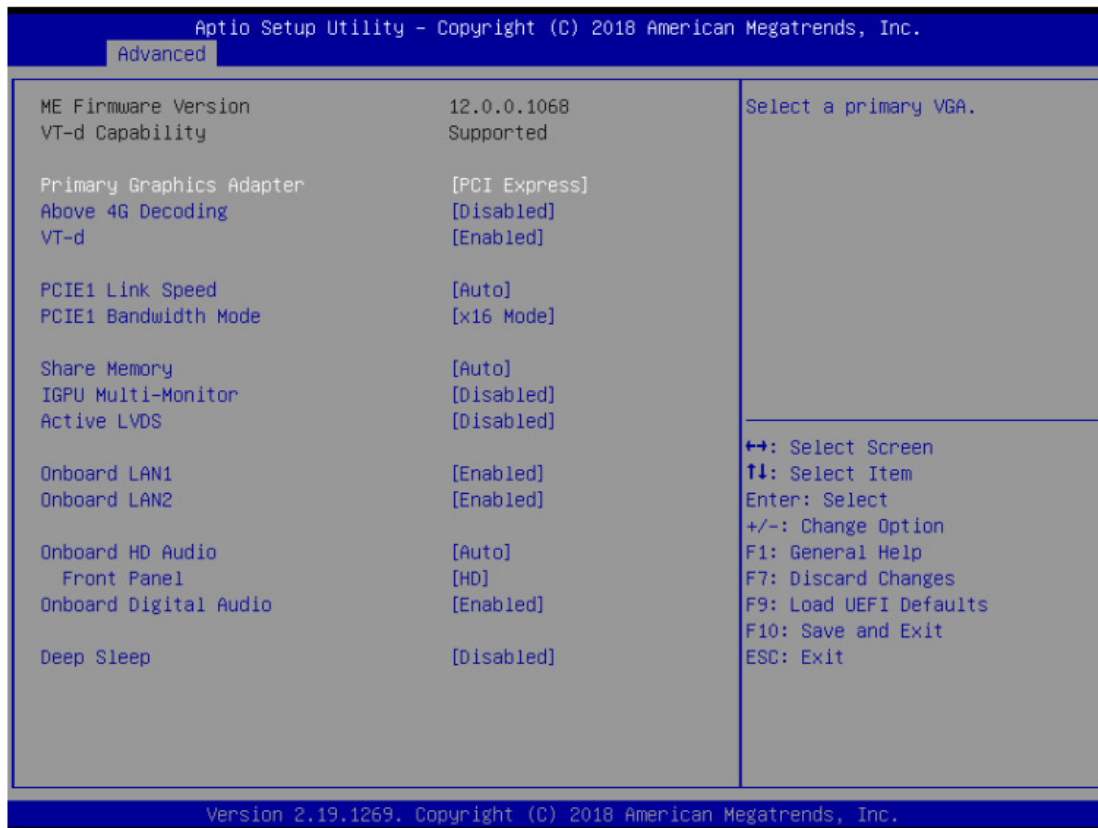 Aptio Setup Utility – Copyright (C) 2018 American Megatrends, Inc.
Advanced
ME Firmware Version 12.0.0.1068
VT-d Capability Supported
Primary Graphics Adapter [PCI Express]
Above 4G Decoding [Disabled]
VT-d [Enabled]
PCIE1 Link Speed [Auto]
PCIE1 Bandwidth Mode [x16 Mode]
Share Memory [Auto]
IGPU Multi-Monitor [Disabled]
Active LVDS [Disabled]
Onboard LAN1 [Enabled]
Onboard LAN2 [Enabled]
Onboard HD Audio [Auto]
Front Panel [HD]
Onboard Digital Audio [Enabled]
Deep Sleep [Disabled]
Select a primary VGA.
↔: Select Screen
↑↓: Select Item
Enter: Select
+/-: Change Option
F1: General Help
F7: Discard Changes
F9: Load UEFI Defaults
F10: Save and Exit
ESC: Exit
Version 2.19.1269. Copyright (C) 2018 American Megatrends, Inc.